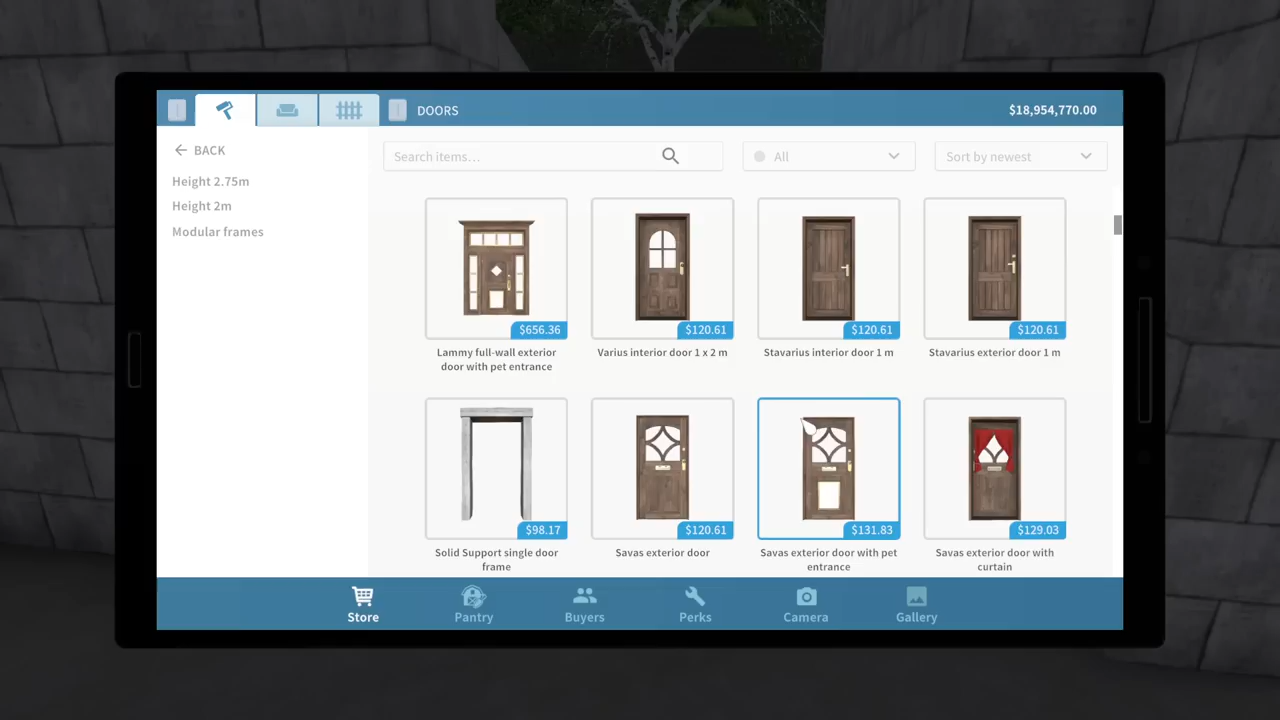 DOORS
$18,954,770.00
BACK
Height 2.75m
Height 2m
Modular frames
Search items...
All
Sort by newest
$656.36
$120.61
$120.61
$120.61
Lammy full-wall exterior
door with pet entrance
Varius interior door 1 x 2 m
Stavarius interior door 1 m
Stavarius exterior door 1 m
$98.17
$120.61
$131.83
$129.03
Solid Support single door
frame
Savas exterior door
Savas exterior door with pet
entrance
Savas exterior door with
curtain
Store
Pantry
Buyers
Perks
Camera
Gallery